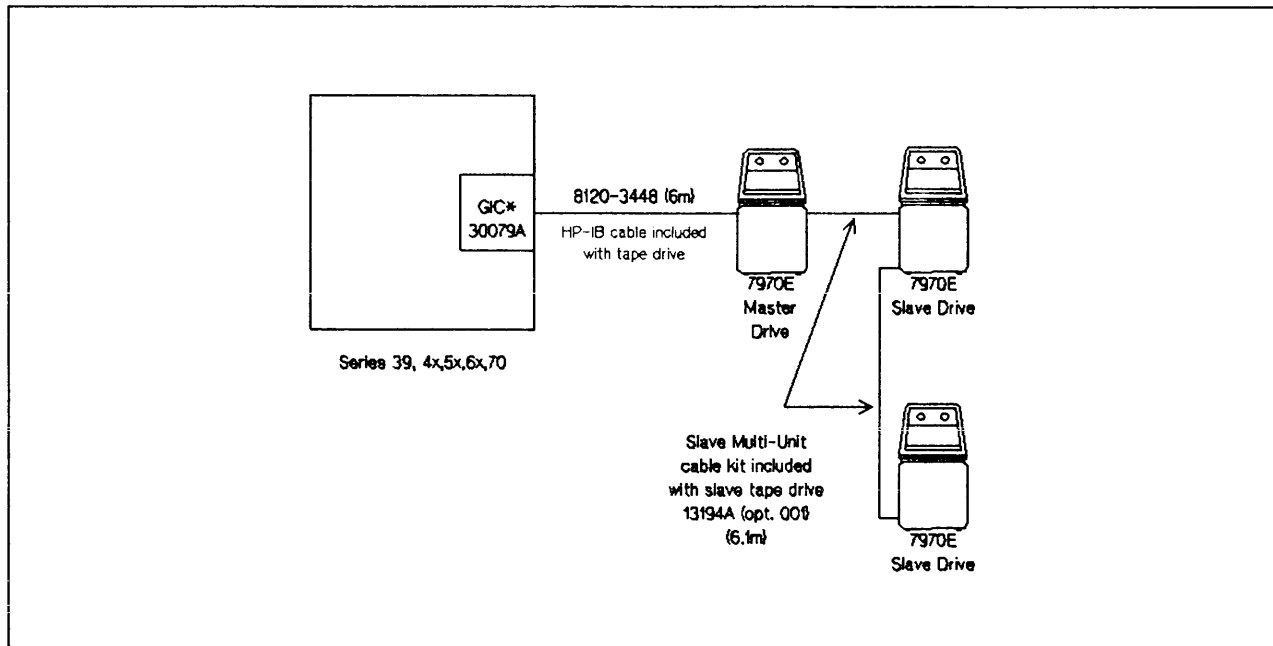 GIC*
30079A
8120-3448 (6m)
HP-IB cable included
with tape drive
7970E
Master
Drive
7970E
Slave Drive
Series 39, 4x,5x,6x,70
Slave Multi-Unit
cable kit included
with slave tape drive
13194A (opt. 001)
(6.1m)
7970E
Slave Drive